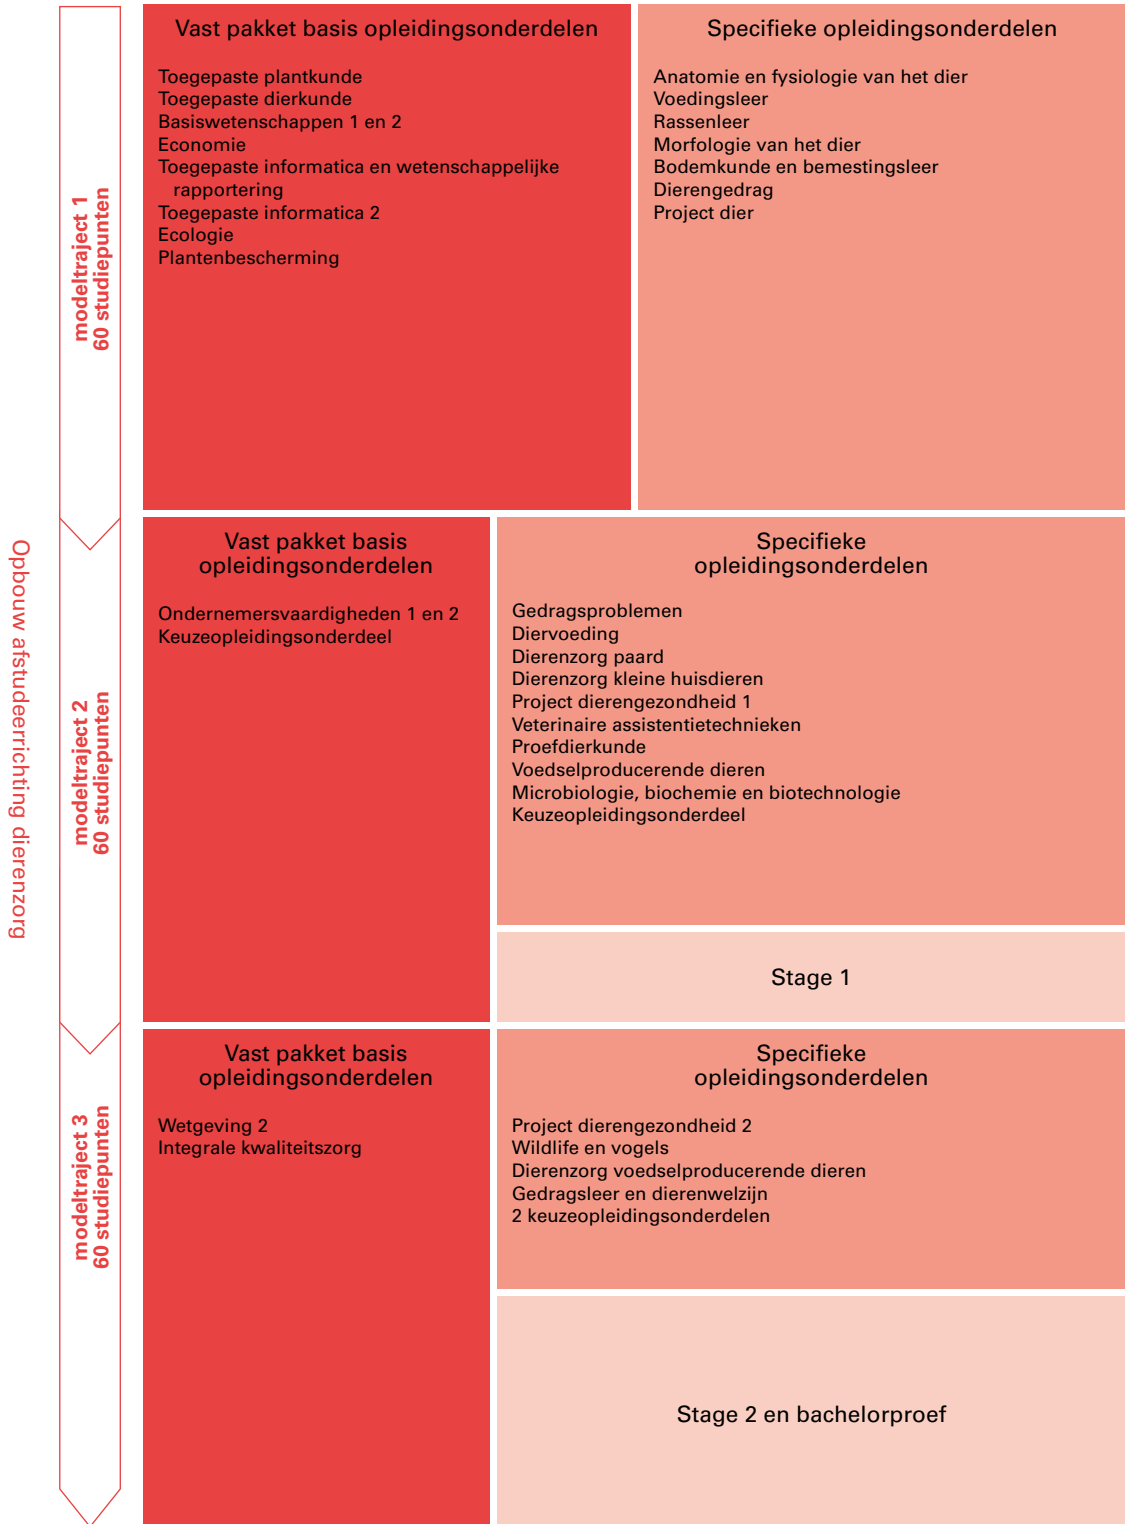 Opbouw afstudeerrichting dierenzorg
modeltraject 1
60 studiepunten
Vast pakket basis opleidingsonderdelen
Toegepaste plantkunde
Toegepaste dierkunde
Basiswetenschappen 1 en 2
Economie
Toegepaste informatica en wetenschappelijke
rapportering
Toegepaste informatica 2
Ecologie
Plantenbescherming
Specifieke opleidingsonderdelen
Anatomie en fysiologie van het dier
Voedingsleer
Rassenleer
Morfologie van het dier
Bodemkunde en bemestingsleer
Dierengedrag
Project dier
modeltraject 2
60 studiepunten
Vast pakket basis
opleidingsonderdelen
Ondernemersvaardigheden 1 en 2
Keuzeopleidingsonderdeel
Specifieke
opleidingsonderdelen
Gedragsproblemen
Diervoeding
Dierenzorg paard
Dierenzorg kleine huisdieren
Project dierengezondheid 1
Veterinaire assistentietechnieken
Proefdierkunde
Voedselproducerende dieren
Microbiologie, biochemie en biotechnologie
Keuzeopleidingsonderdeel
Stage 1
modeltraject 3
60 studiepunten
Vast pakket basis
opleidingsonderdelen
Wetgeving 2
Integrale kwaliteitszorg
Specifieke
opleidingsonderdelen
Project dierengezondheid 2
Wildlife en vogels
Dierenzorg voedselproducerende dieren
Gedragsleer en dierenwelzijn
2 keuzeopleidingsonderdelen
Stage 2 en bachelorproef